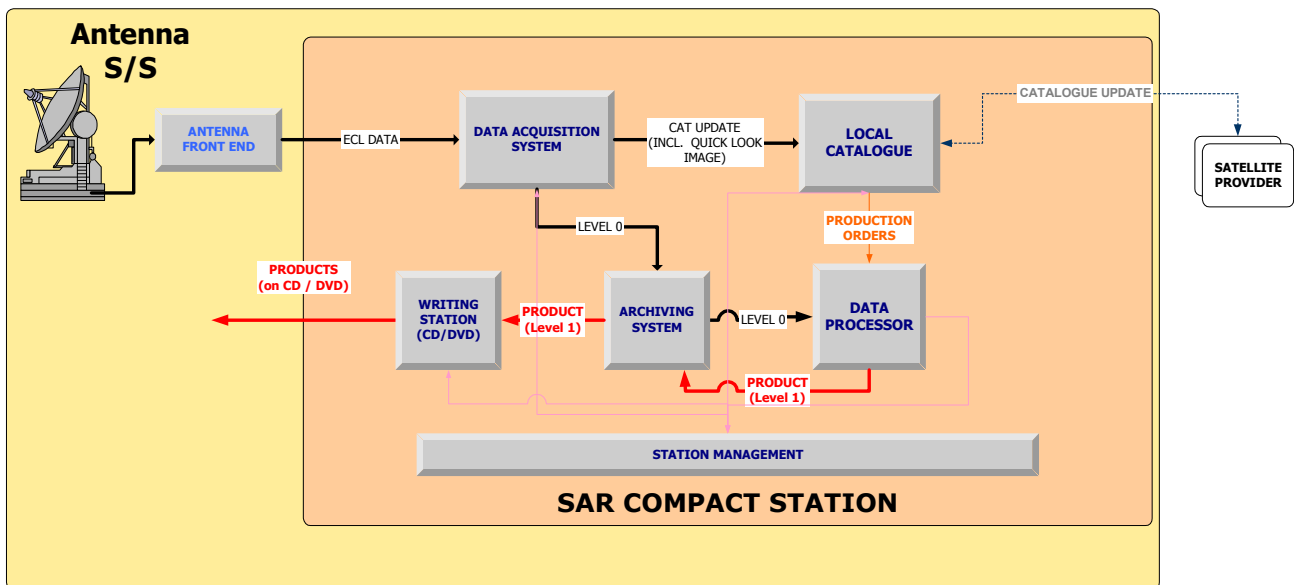 Antenna
S/S
ANTENNA
FRONT END
ECL DATA
DATA ACQUISITION
SYSTEM
CAT UPDATE
(INCL.  QUICK LOOK
IMAGE)
LOCAL
CATALOGUE
CATALOGUE UPDATE
SATELLITE
PROVIDER
LEVEL 0
PRODUCTION
ORDERS
PRODUCTS
(on CD / DVD)
WRITING
STATION
(CD/DVD)
PRODUCT
(Level 1)
ARCHIVING
SYSTEM
LEVEL 0
DATA
PROCESSOR
PRODUCT
(Level 1)
STATION MANAGEMENT
SAR COMPACT STATION